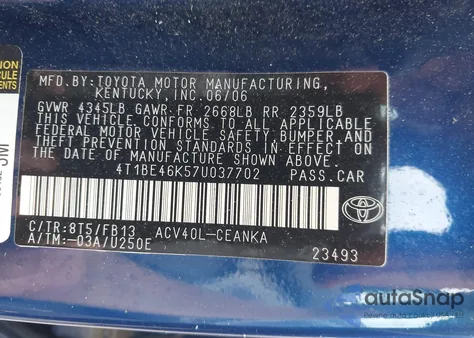 MFD.BY:TOYOTA MOTOR MANUFACTURING,
KENTUCKY, INC.06/06
GVWR 4345LB GAWR FR 2668LB RR 2359LB
THIS VEHICLE CONFORMS TO ALL APPLICABLE
FEDERAL MOTOR VEHICLE SAFETY,BUMPER,AND
THEFT PREVENTION STANDARDS IN EFFECT ON
THE DATE OF MANUFACTURE SHOWN ABOVE.
4T1BE46K57U037702 PASS.CAR
C/TR:8T5/FB13 ACV40L-CEANKA
A/TM:-03A/U250E
23493
TOYOTA
autoSnap